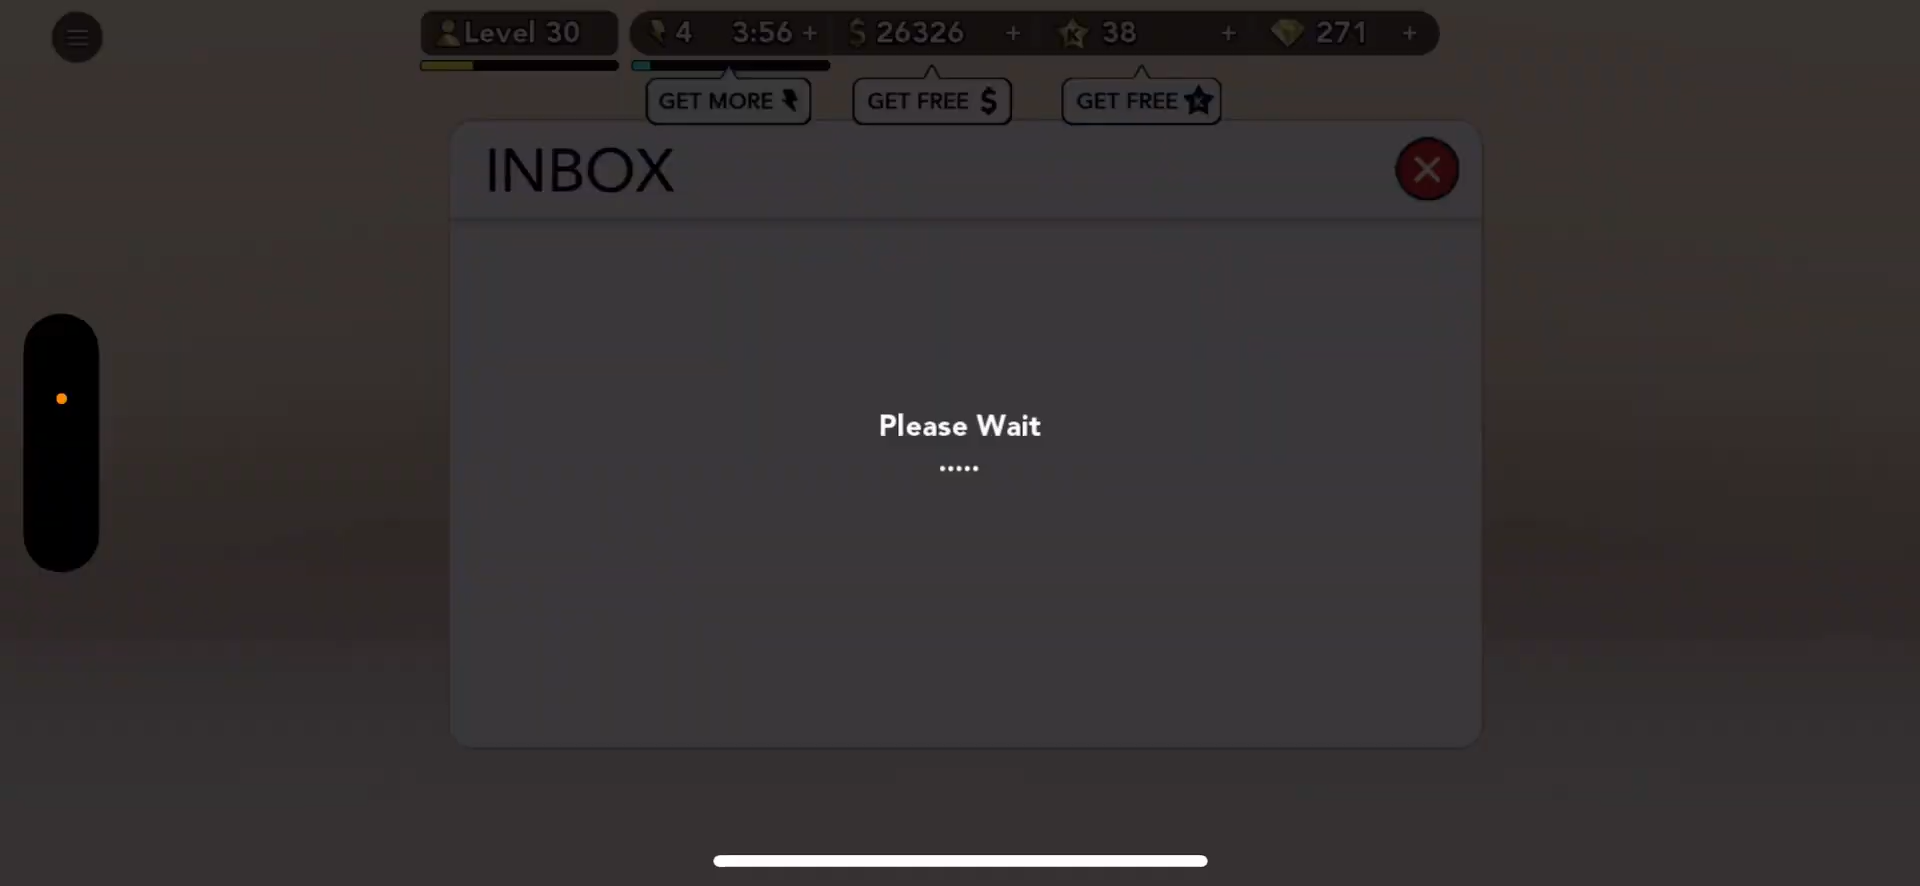 Level 30 4 3:56 + $ 26326 + K 38 + 271 +
GET MORE GET FREE $ GET FREE K
INBOX
Please Wait
.....